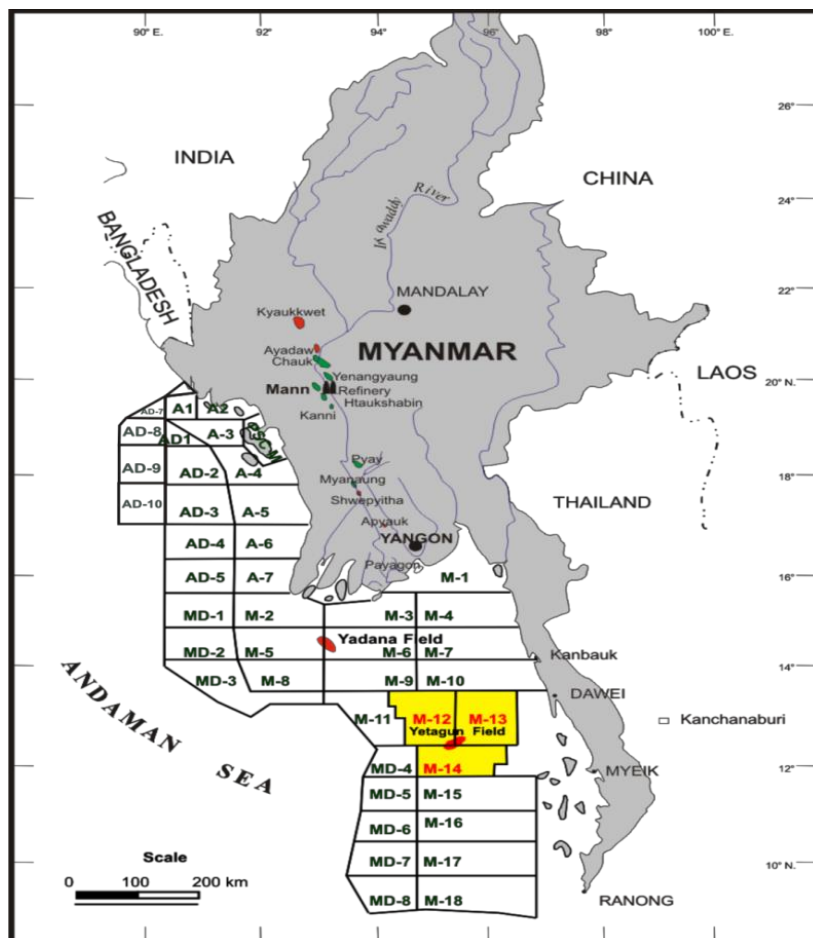 90° E. 92° 94° 96° 98° 100° E.
26°
INDIA
CHINA
Irrawaddy River
24°
BANGLADESH
22°
MANDALAY
Kyaukkwet
MYANMAR
Ayadaw
Chauk
LAOS
Yenangyaung
20° N.
Mann
Refinery
Htaukshabin
Kanni
AD-7 A1 A2
AD-8 AD1 A-3
PSC M
Pyay
AD-9 AD-2 A-4
18°
Myanaung
Shwepyitha
THAILAND
AD-10 AD-3 A-5
Apyauk
AD-4 A-6
YANGON
Payagon
AD-5 A-7
M-1
16°
MD-1 M-2 M-3 M-4
Yadana Field
MD-2 M-5 M-6 M-7
Kanbauk
14°
MD-3 M-8 M-9 M-10
DAWEI
ANDAMAN SEA
M-11 M-12 M-13
Kanchanaburi
Yetagun Field
MD-4 M-14
MYEIK
12°
MD-5 M-15
MD-6 M-16
Scale
MD-7 M-17
10° N.
0 100 200 km
MD-8 M-18
RANONG